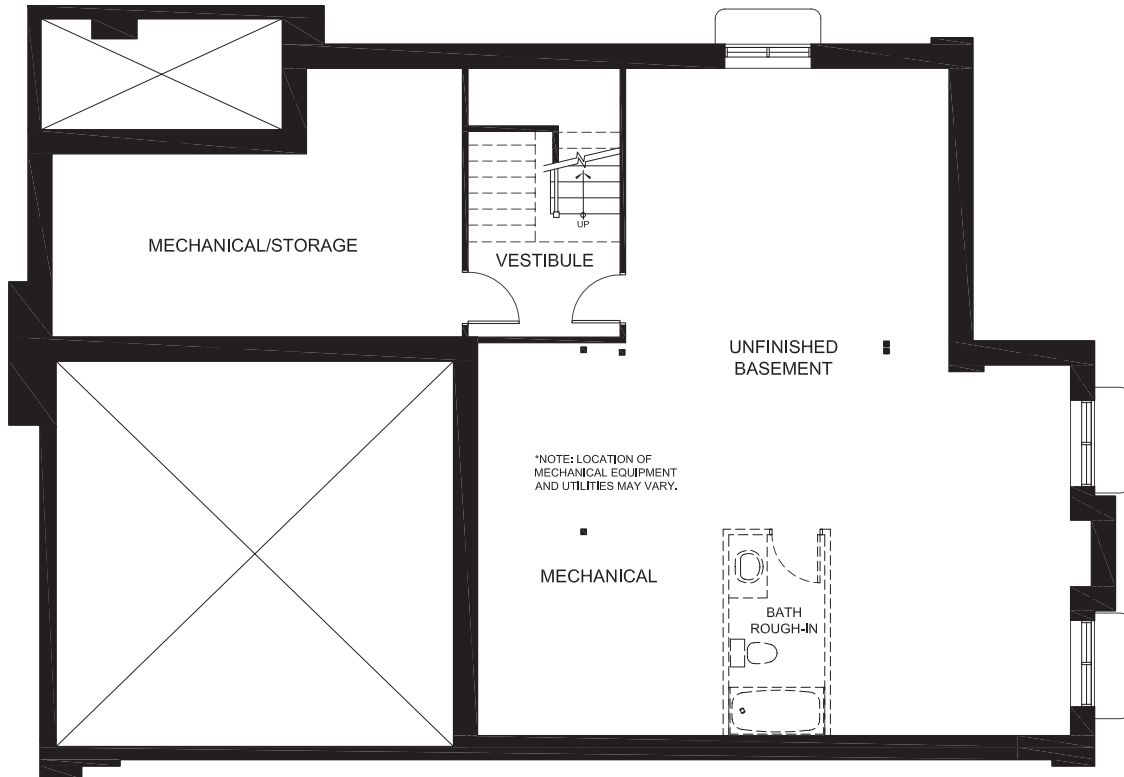 MECHANICAL/STORAGE
UP
VESTIBULE
UNFINISHED
BASEMENT
*NOTE: LOCATION OF
MECHANICAL EQUIPMENT
AND UTILITIES MAY VARY.
MECHANICAL
BATH
ROUGH-IN